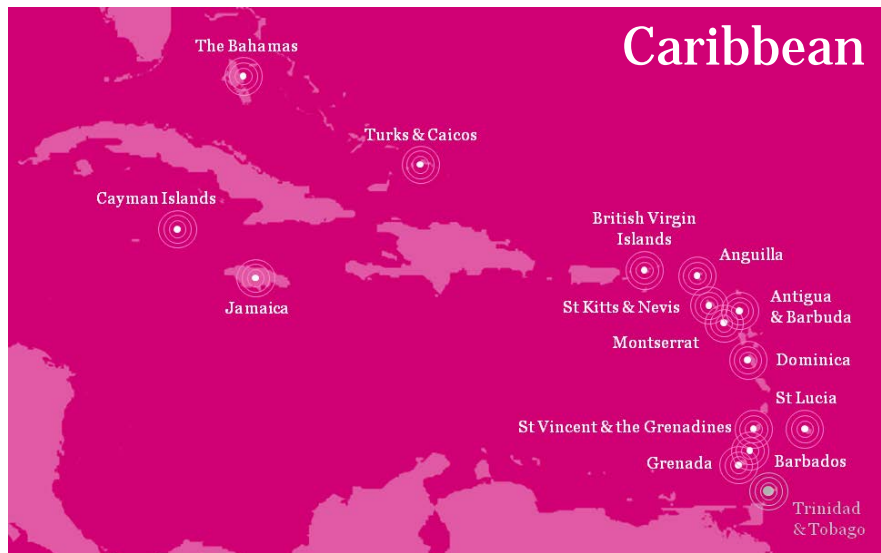 Caribbean
The Bahamas
Turks & Caicos
Cayman Islands
British Virgin
Islands
Anguilla
Jamaica
St Kitts & Nevis
Antigua
& Barbuda
Montserrat
Dominica
St Lucia
St Vincent & the Grenadines
Grenada
Barbados
Trinidad
& Tobago